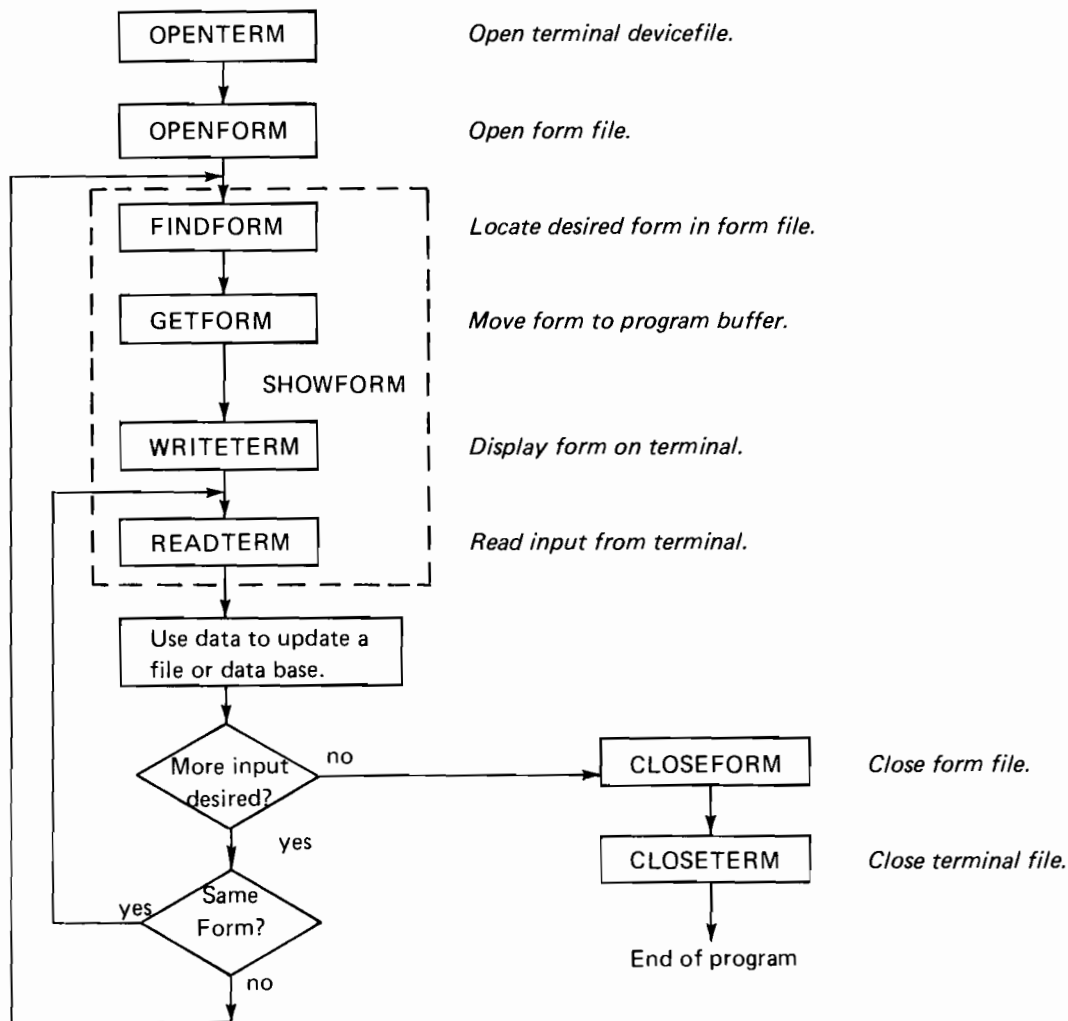 OPENTERM
Open terminal devicefile.
OPENFORM
Open form file.
FINDFORM
Locate desired form in form file.
GETFORM
Move form to program buffer.
SHOWFORM
WRITETERM
Display form on terminal.
READTERM
Read input from terminal.
Use data to update a
file or data base.
More input
desired?
no
CLOSEFORM
Close form file.
yes
CLOSETERM
Close terminal file.
Same
Form?
yes
no
End of program